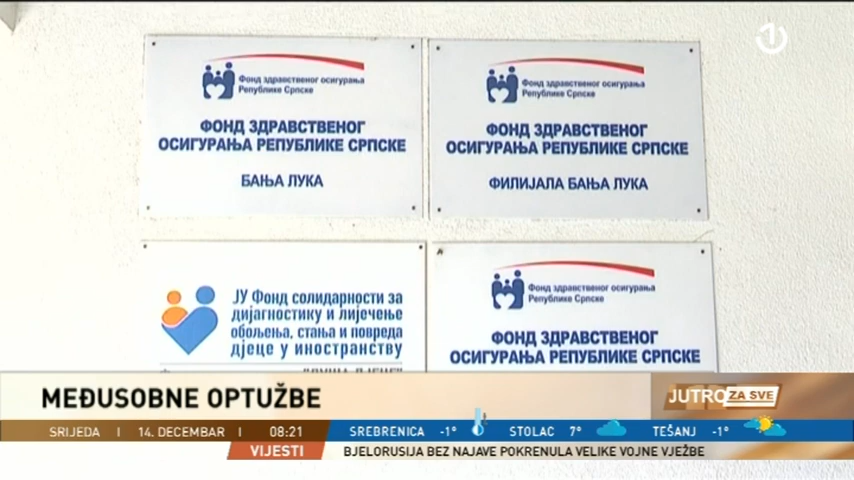 Фонд здравственог осигурања
Републике Српске
ФОНД ЗДРАВСТВЕНОГ
ОСИГУРАЊА РЕПУБЛИКЕ СРПСКЕ
БАЊА ЛУКА
Фонд здравственог осигурања
Републике Српске
ФОНД ЗДРАВСТВЕНОГ
ОСИГУРАЊА РЕПУБЛИКЕ СРПСКЕ
ФИЛИЈАЛА БАЊА ЛУКА
ЈУ Фонд солидарности за
дијагностику и лијечење
обољења, стања и повреда
дјеце у иностранству
Фонд здравственог осигурања
Републике Српске
ФОНД ЗДРАВСТВЕНОГ
ОСИГУРАЊА РЕПУБЛИКЕ СРПСКЕ
MEĐUSOBNE OPTUŽBE
JUTRO ZA SVE
SRIJEDA | 14. DECEMBAR | 08:21 SREBRENICA -1° STOLAC 7° TEŠANJ -1°
VIJESTI BJELORUSIJA BEZ NAJAVE POKRENULA VELIKE VOJNE VJEŽBE